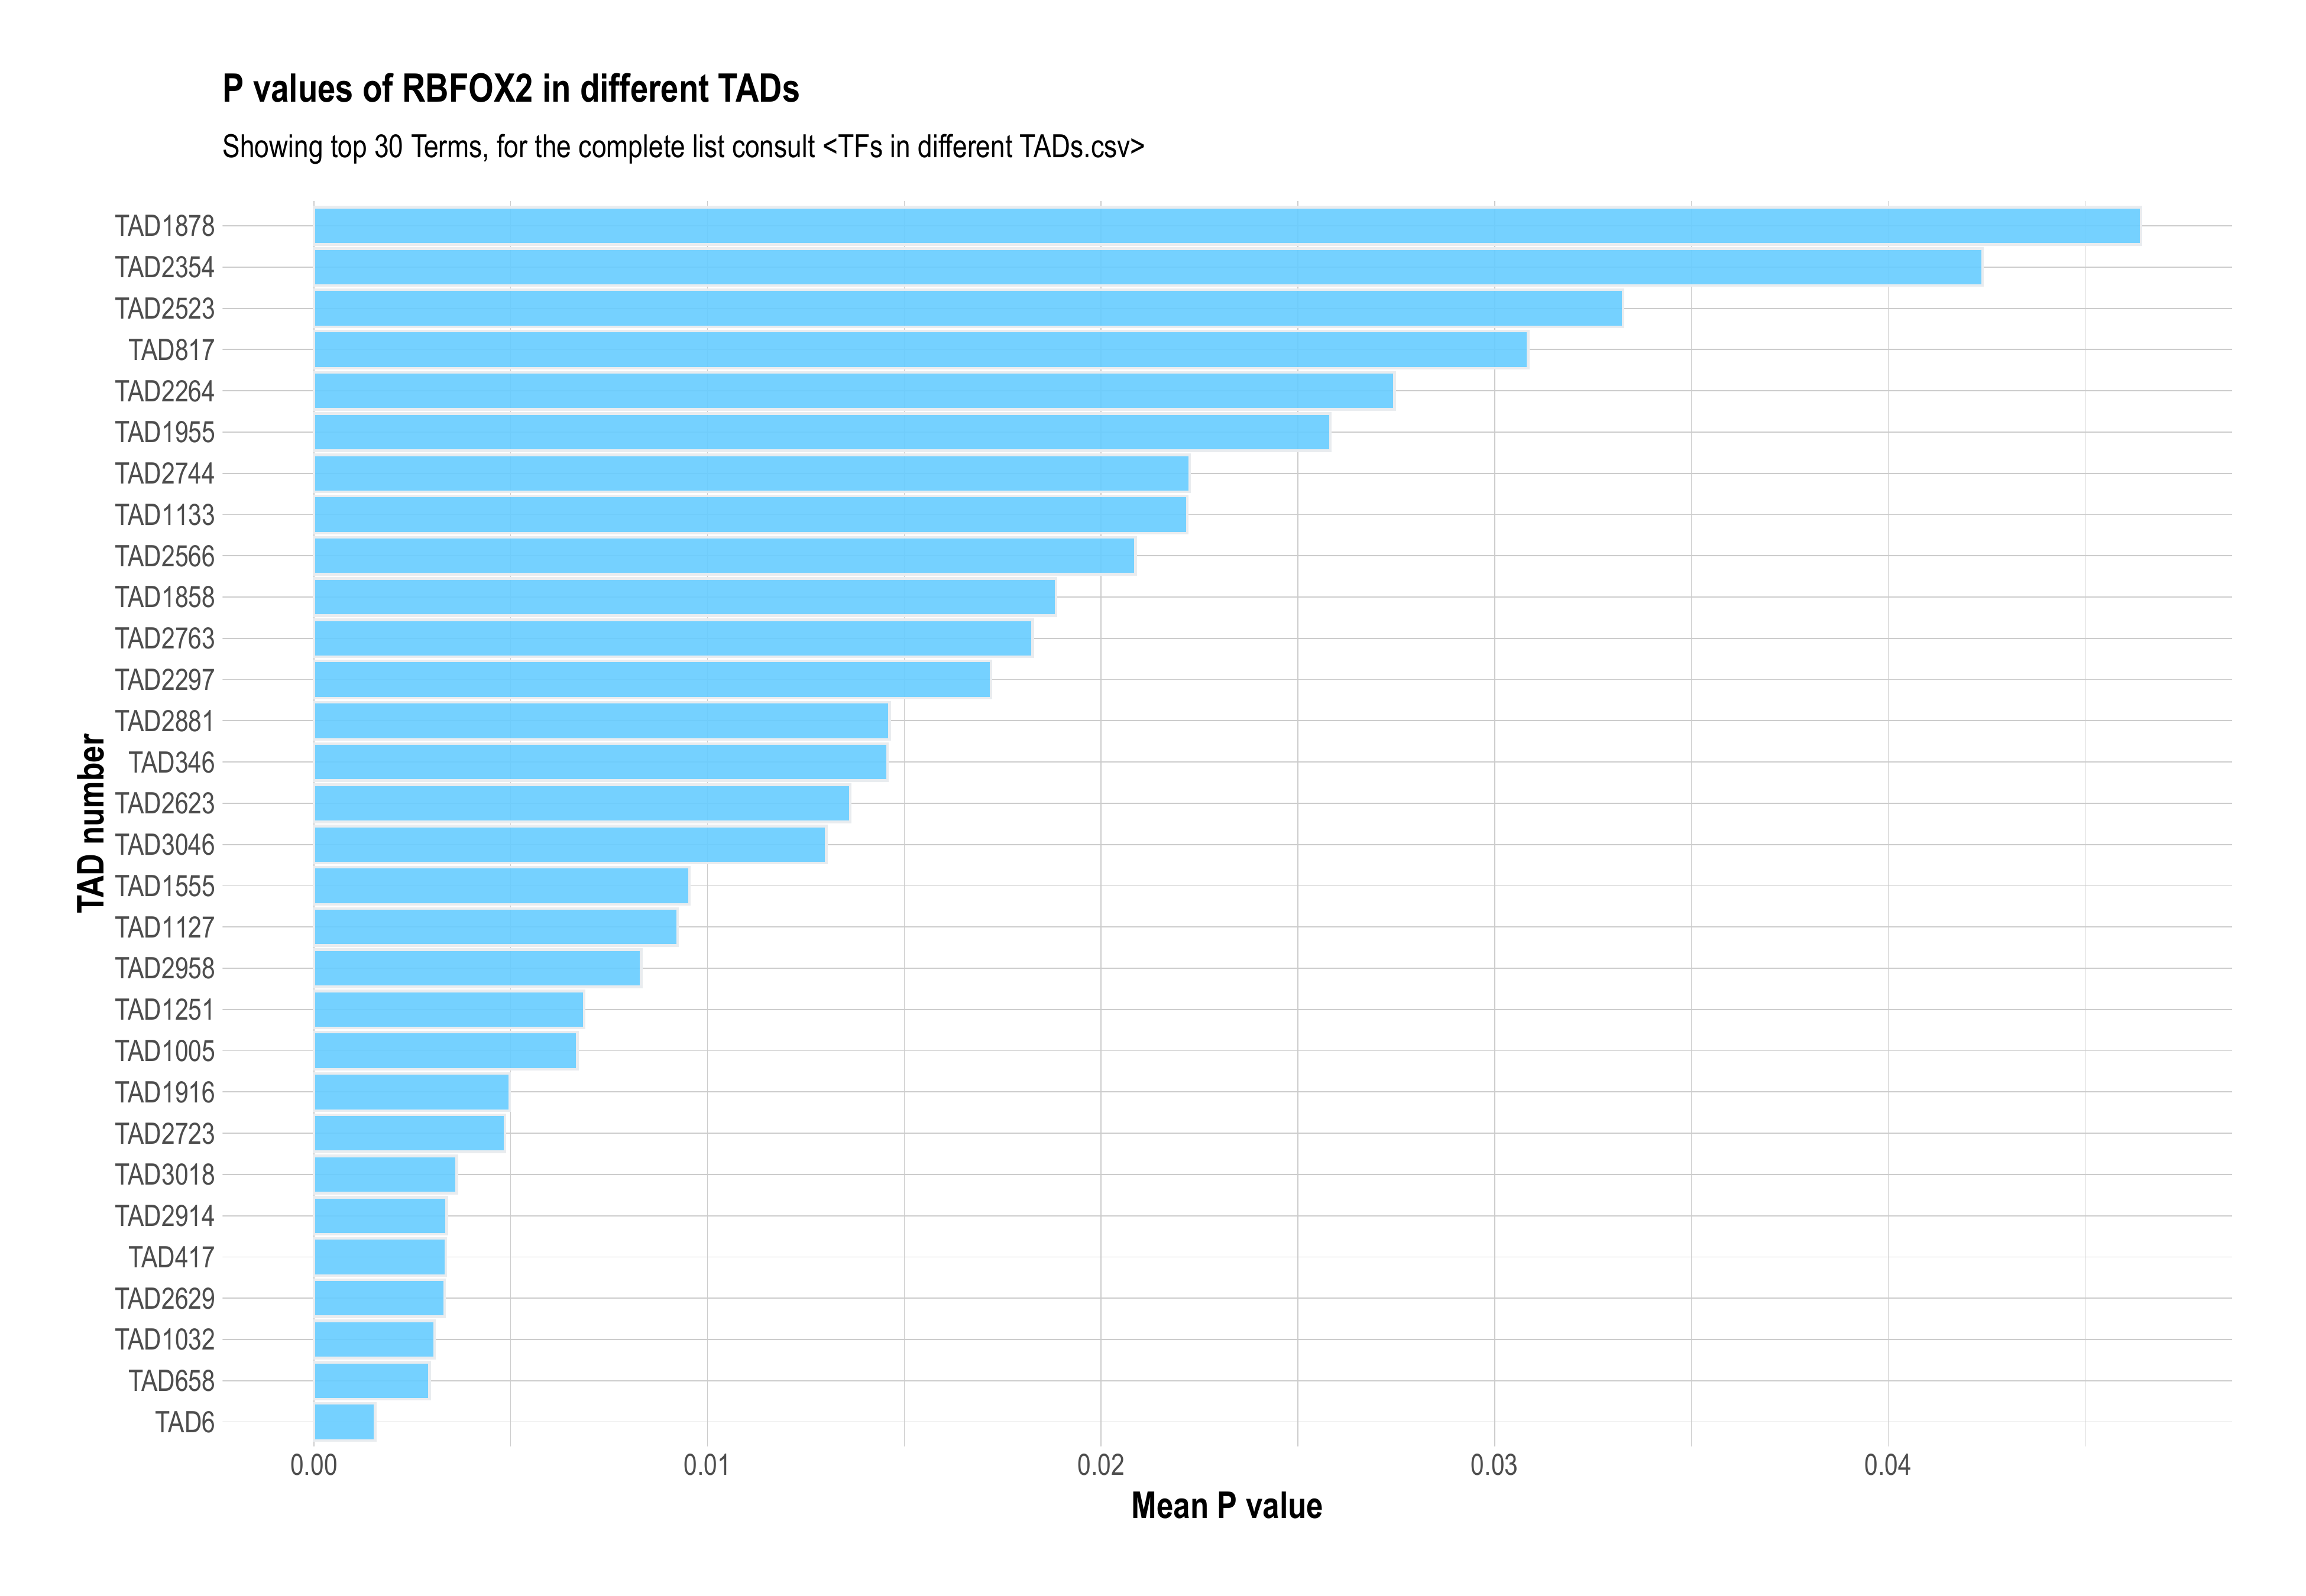 P values of RBFOX2 in different TADs
Showing top 30 Terms, for the complete list consult <TFs in different TADs.csv>
TAD number
TAD1878
TAD2354
TAD2523
TAD817
TAD2264
TAD1955
TAD2744
TAD1133
TAD2566
TAD1858
TAD2763
TAD2297
TAD2881
TAD346
TAD2623
TAD3046
TAD1555
TAD1127
TAD2958
TAD1251
TAD1005
TAD1916
TAD2723
TAD3018
TAD2914
TAD417
TAD2629
TAD1032
TAD658
TAD6
0.00 0.01 0.02 0.03 0.04
Mean P value